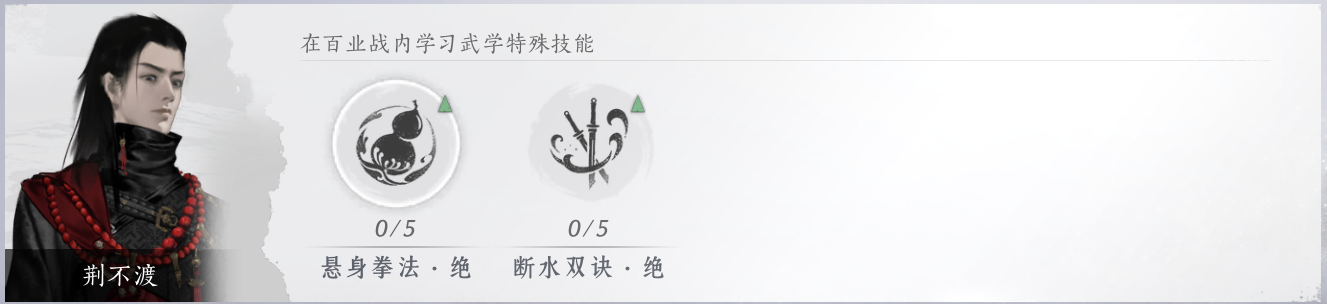 在百业战内学习武学特殊技能
0/5
0/5
悬身拳法·绝
断水双诀·绝
荆不渡